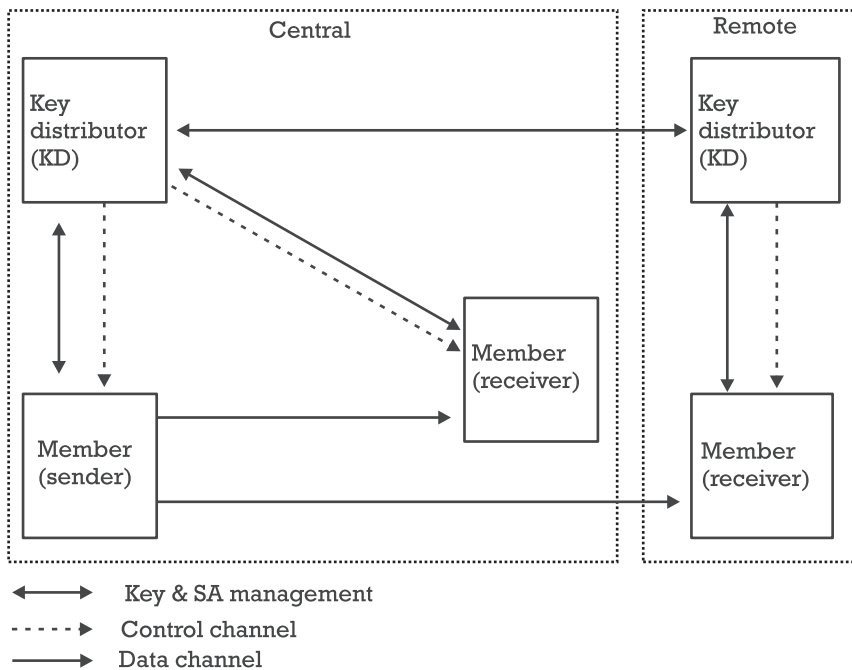 Central
Remote
Key
distributor
(KD)
Key
distributor
(KD)
Member
(receiver)
Member
(sender)
Member
(receiver)
Key & SA management
Control channel
Data channel